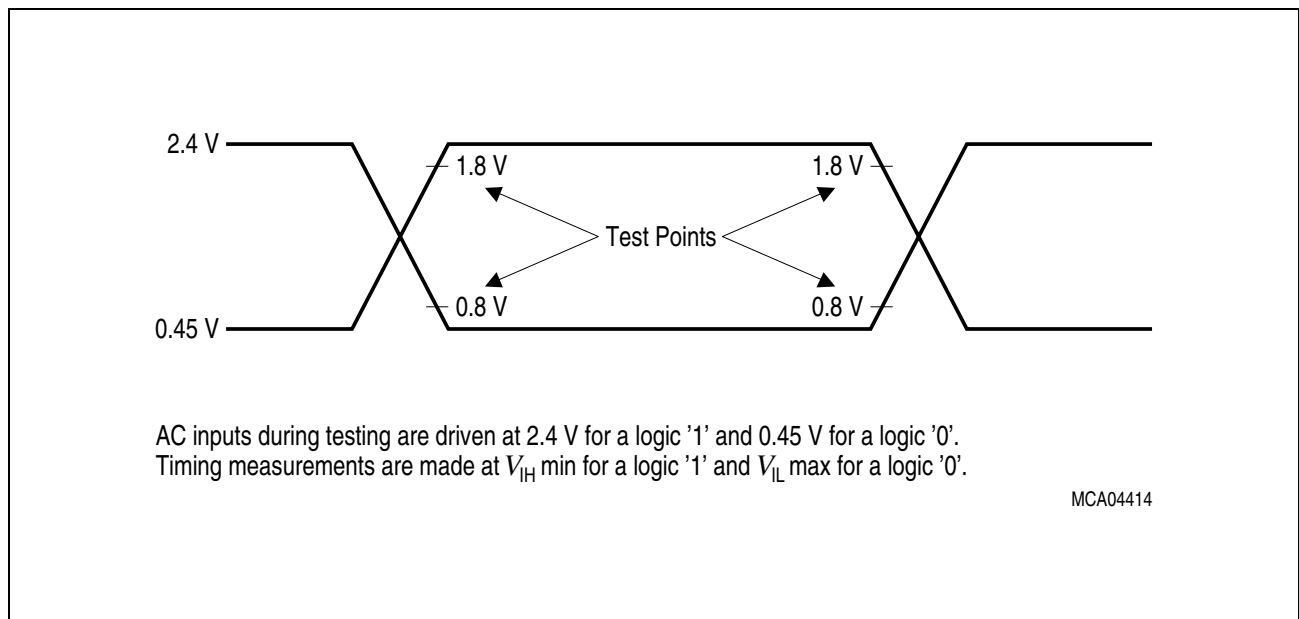 2.4 V
1.8 V
1.8 V
Test Points
0.8 V
0.8 V
0.45 V
AC inputs during testing are driven at 2.4 V for a logic ’1’ and 0.45 V for a logic ’0’.
Timing measurements are made at VIH min for a logic ’1’ and VIL max for a logic ’0’.
MCA04414